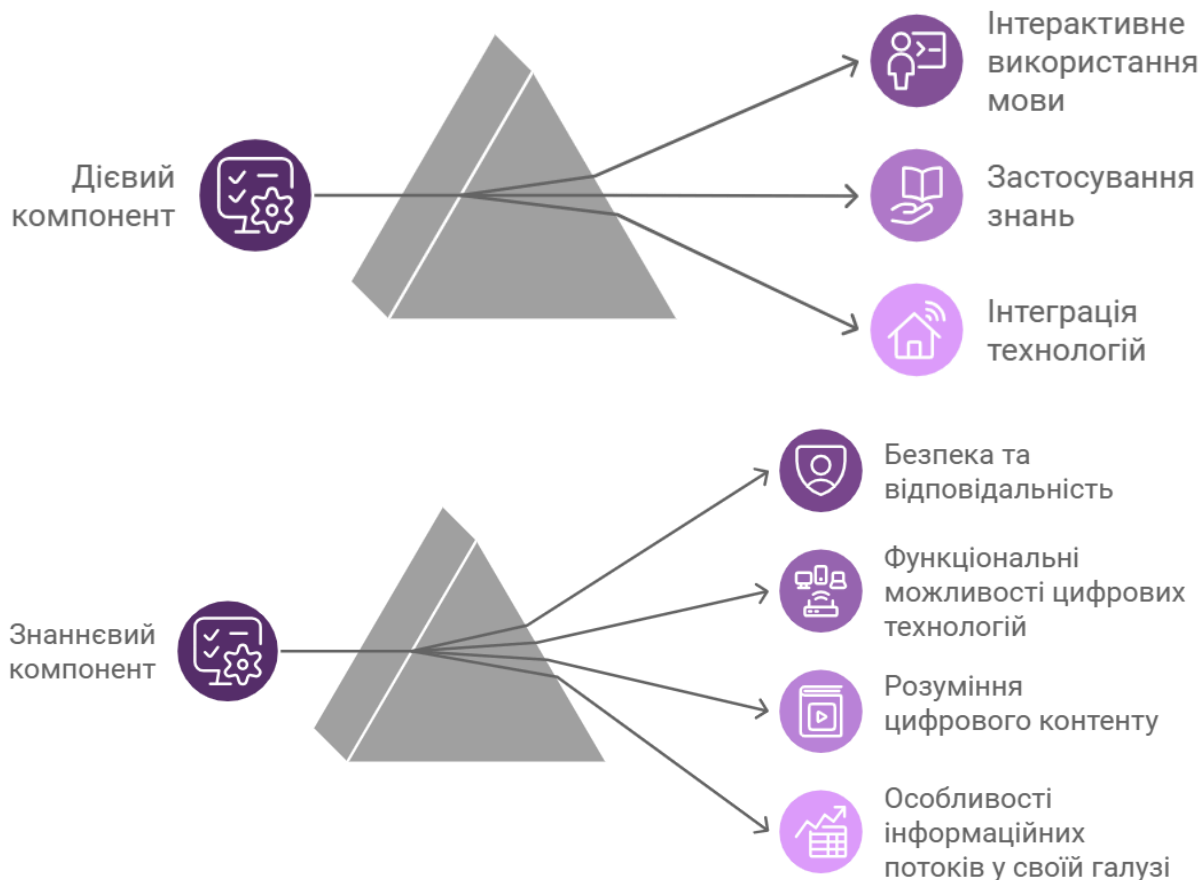 Дієвий
компонент
Інтерактивне
використання
мови
Застосування
знань
Інтеграція
технологій
Знаннєвий
компонент
Безпека та
відповідальність
Функціональні
можливості цифрових
технологій
Розуміння
цифрового контенту
Особливості
інформаційних
потоків у своїй галузі